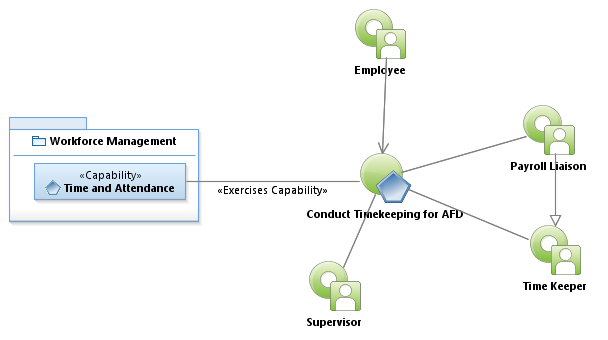 Employee
Workforce Management
«Capability»
Time and Attendance
«Exercises Capability»
Payroll Liaison
Conduct Timekeeping for AFD
Time Keeper
Supervisor